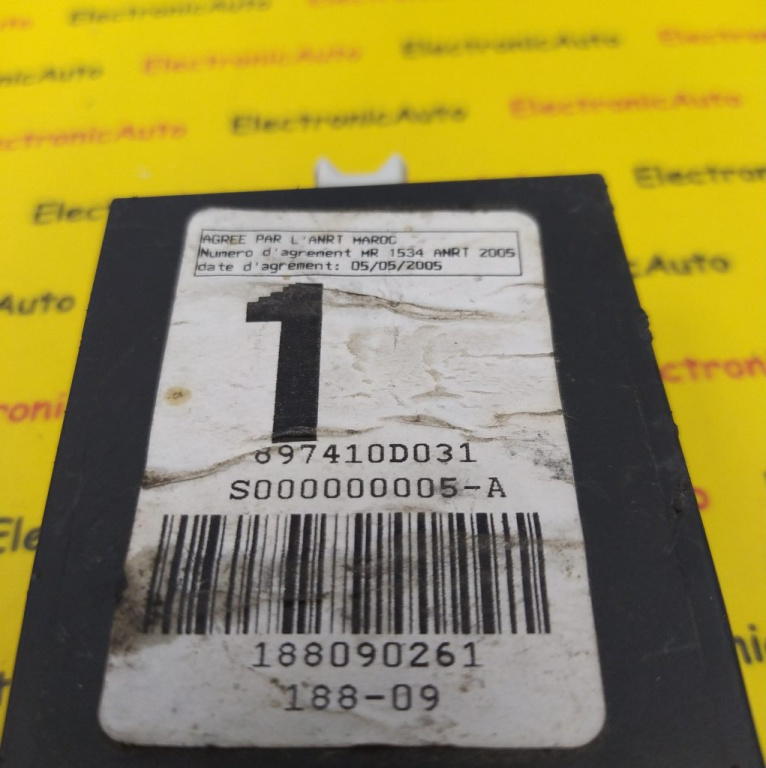 ElectronicAuto
ElectronicAuto
ElectronicAuto
ElectronicAuto
ElectronicAuto
AGREE PAR L'ANRT MAROC
Numero d'agrement MR 1534 ANRT 2005
date d'agrement: 05/05/2005
1
897410D031
S000000005-A
188090261
188-09